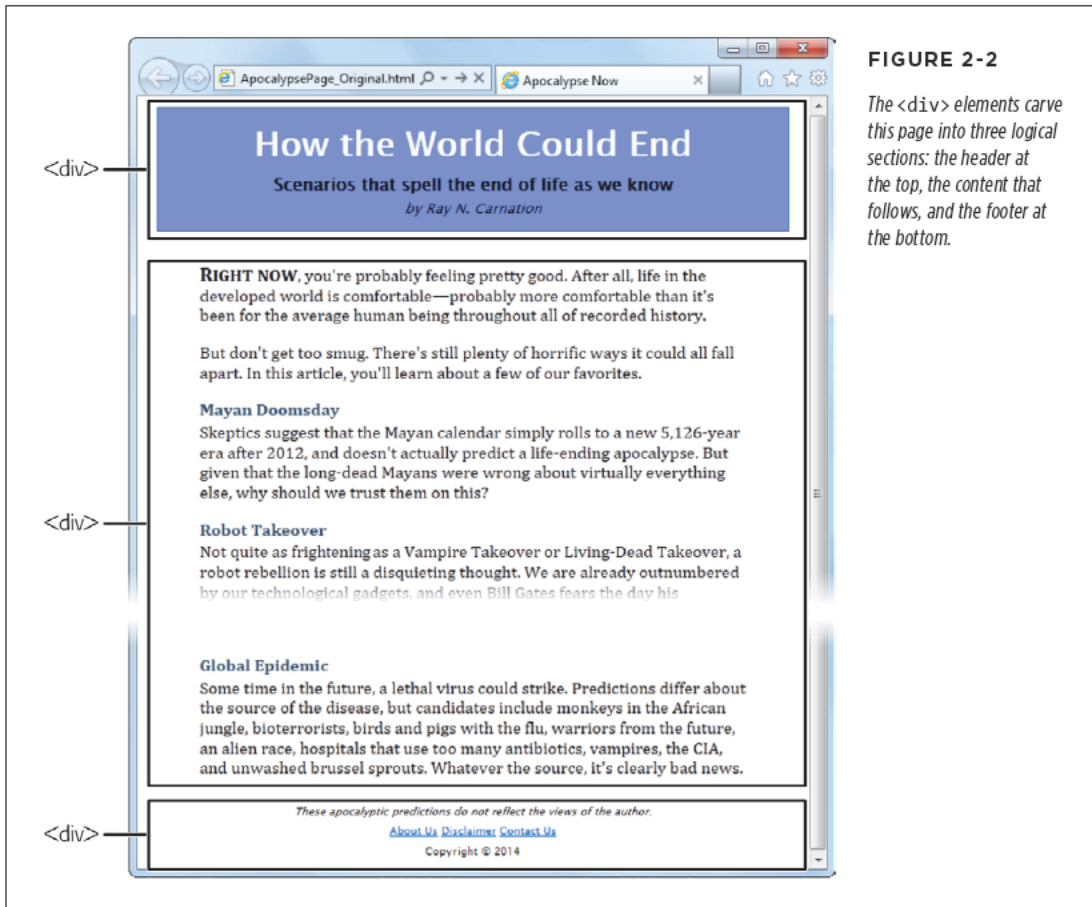 ApocalypsePage_Original.html
Apocalypse Now
FIGURE 2-2
The <div> elements carve
this page into three logical
sections: the header at
the top, the content that
follows, and the footer at
the bottom.
<div>
How the World Could End
Scenarios that spell the end of life as we know
by Ray N. Carnation
<div>
RIGHT NOW, you're probably feeling pretty good. After all, life in the
developed world is comfortable—probably more comfortable than it's
been for the average human being throughout all of recorded history.
But don't get too smug. There's still plenty of horrific ways it could all fall
apart. In this article, you'll learn about a few of our favorites.
Mayan Doomsday
Skeptics suggest that the Mayan calendar simply rolls to a new 5,126-year
era after 2012, and doesn't actually predict a life-ending apocalypse. But
given that the long-dead Mayans were wrong about virtually everything
else, why should we trust them on this?
Robot Takeover
Not quite as frightening as a Vampire Takeover or Living-Dead Takeover, a
robot rebellion is still a disquieting thought. We are already outnumbered
by our technological gadgets, and even Bill Gates fears the day his
Global Epidemic
Some time in the future, a lethal virus could strike. Predictions differ about
the source of the disease, but candidates include monkeys in the African
jungle, bioterrorists, birds and pigs with the flu, warriors from the future,
an alien race, hospitals that use too many antibiotics, vampires, the CIA,
and unwashed brussel sprouts. Whatever the source, it's clearly bad news.
<div>
These apocalyptic predictions do not reflect the views of the author.
About Us Disclaimer Contact Us
Copyright © 2014